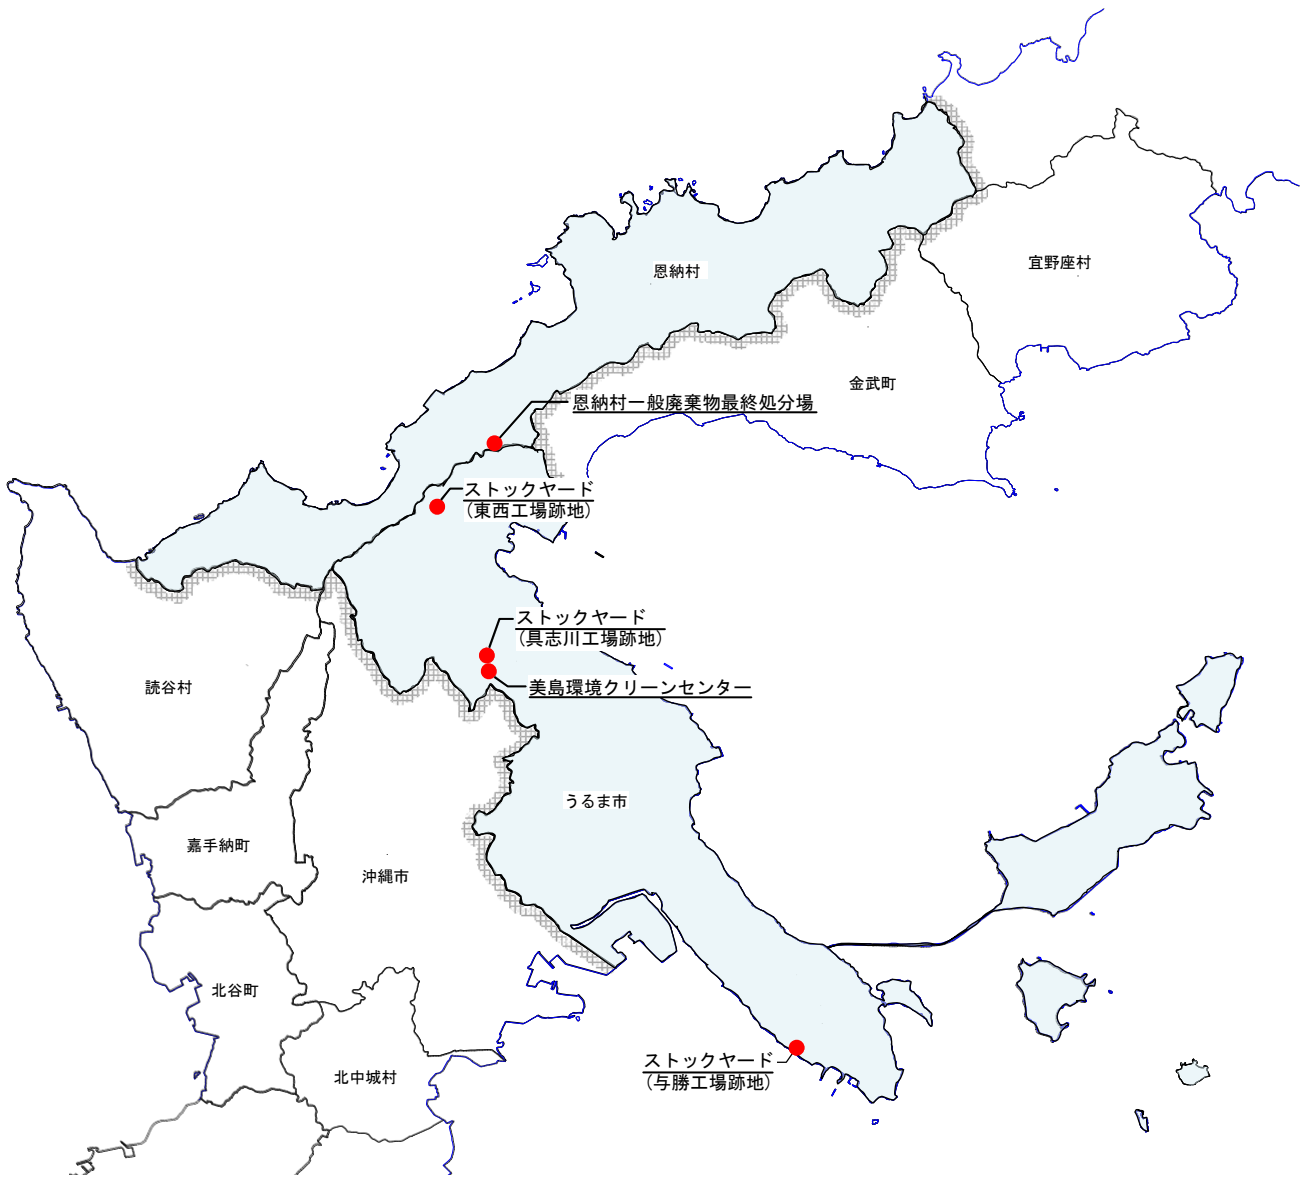 宜野座村
恩納村
金武町
恩納村一般廃棄物最終処分場
ストックヤード
(東西工場跡地)
ストックヤード
(具志川工場跡地)
美島環境クリーンセンター
読谷村
うるま市
嘉手納町
沖縄市
北谷町
ストックヤード
(与勝工場跡地)
北中城村